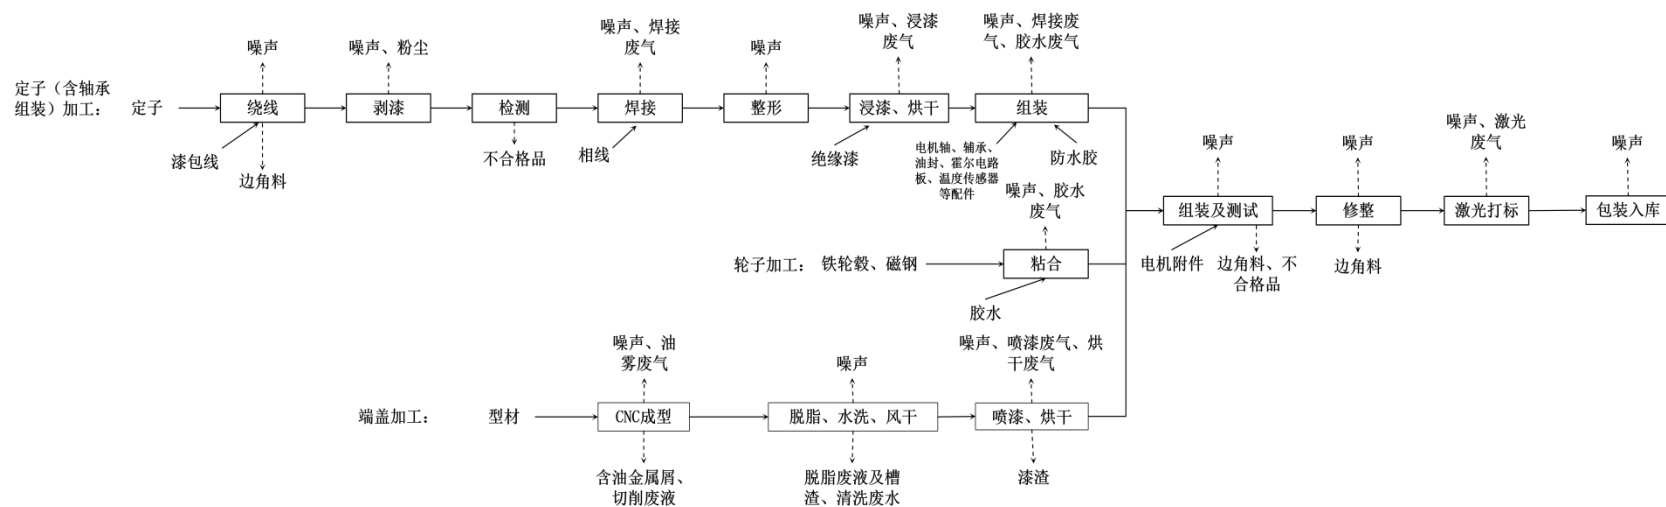 噪声
噪声、粉尘
噪声、焊接
废气
噪声
噪声、浸漆
废气
噪声、焊接废
气、胶水废气
定子（含轴承
组装）加工：
定子
绕线
剥漆
检测
焊接
整形
浸漆、烘干
组装
漆包线
边角料
不合格品
相线
绝缘漆
电机轴、辅承、
油封、霍尔电路
板、温度传感器
等配件
防水胶
噪声、胶水
废气
轮子加工：
铁轮毂、磁钢
粘合
胶水
噪声
噪声
噪声、激光
废气
噪声
组装及测试
修整
激光打标
包装入库
电机附件
边角料、不
合格品
边角料
噪声、油
雾废气
噪声
噪声、喷漆废气、烘
干废气
端盖加工：
型材
CNC成型
脱脂、水洗、风干
喷漆、烘干
含油金属屑、
切削废液
脱脂废液及槽
渣、清洗废水
漆渣